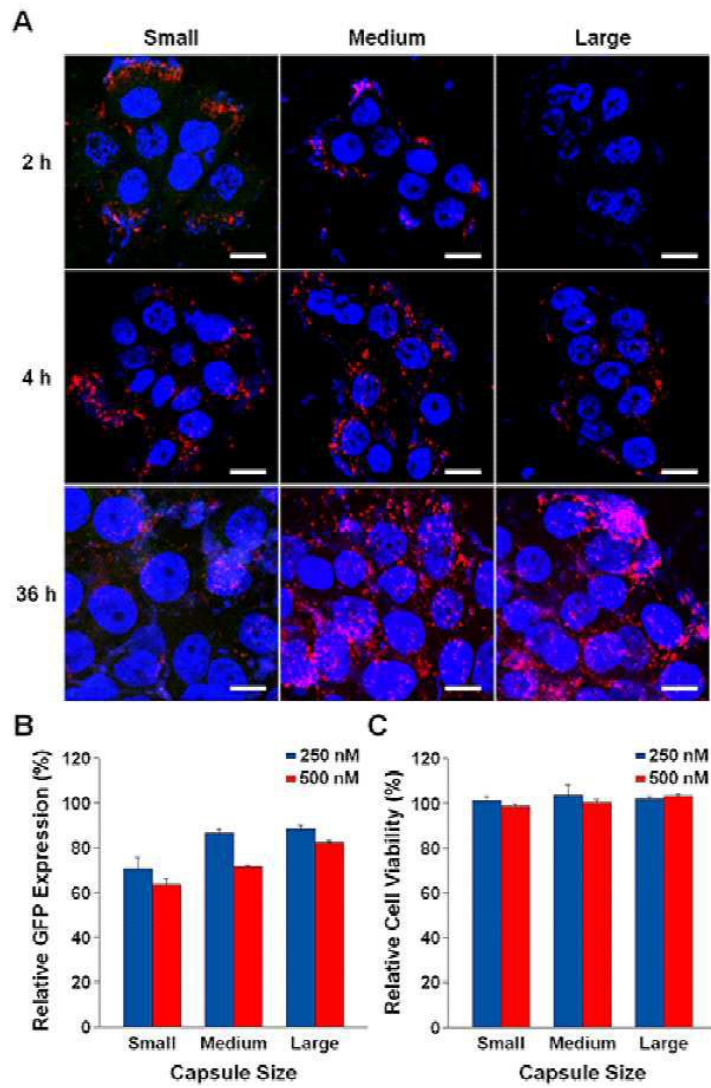 A
Small Medium Large
2 h
4 h
36 h
B
Relative GFP Expression (%)
120
100
80
60
40
20
0
250 nM
500 nM
Small Medium Large
Capsule Size
C
Relative Cell Viability (%)
120
100
80
60
40
20
0
250 nM
500 nM
Small Medium Large
Capsule Size